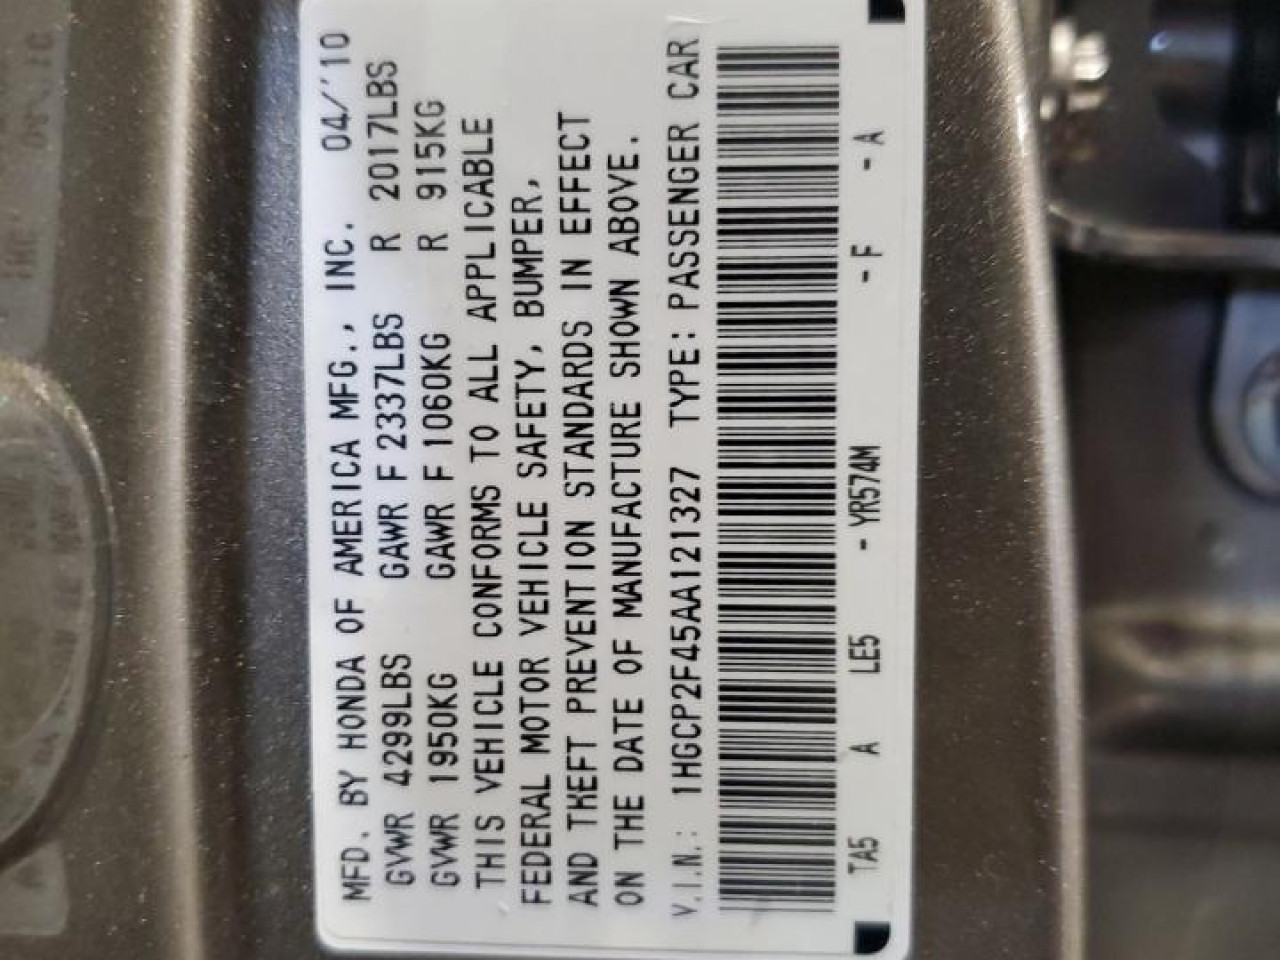 MFD. BY HONDA OF AMERICA MFG., INC. 04/'10
GVWR 4299LBS GAWR F 2337LBS R 2017LBS
GVWR 1950KG GAWR F 1060KG R 915KG
THIS VEHICLE CONFORMS TO ALL APPLICABLE
FEDERAL MOTOR VEHICLE SAFETY, BUMPER,
AND THEFT PREVENTION STANDARDS IN EFFECT
ON THE DATE OF MANUFACTURE SHOWN ABOVE.
V.I.N.: 1HGCP2F45AA121327 TYPE: PASSENGER CAR
TA5 A LE5 - YR574M - F - A